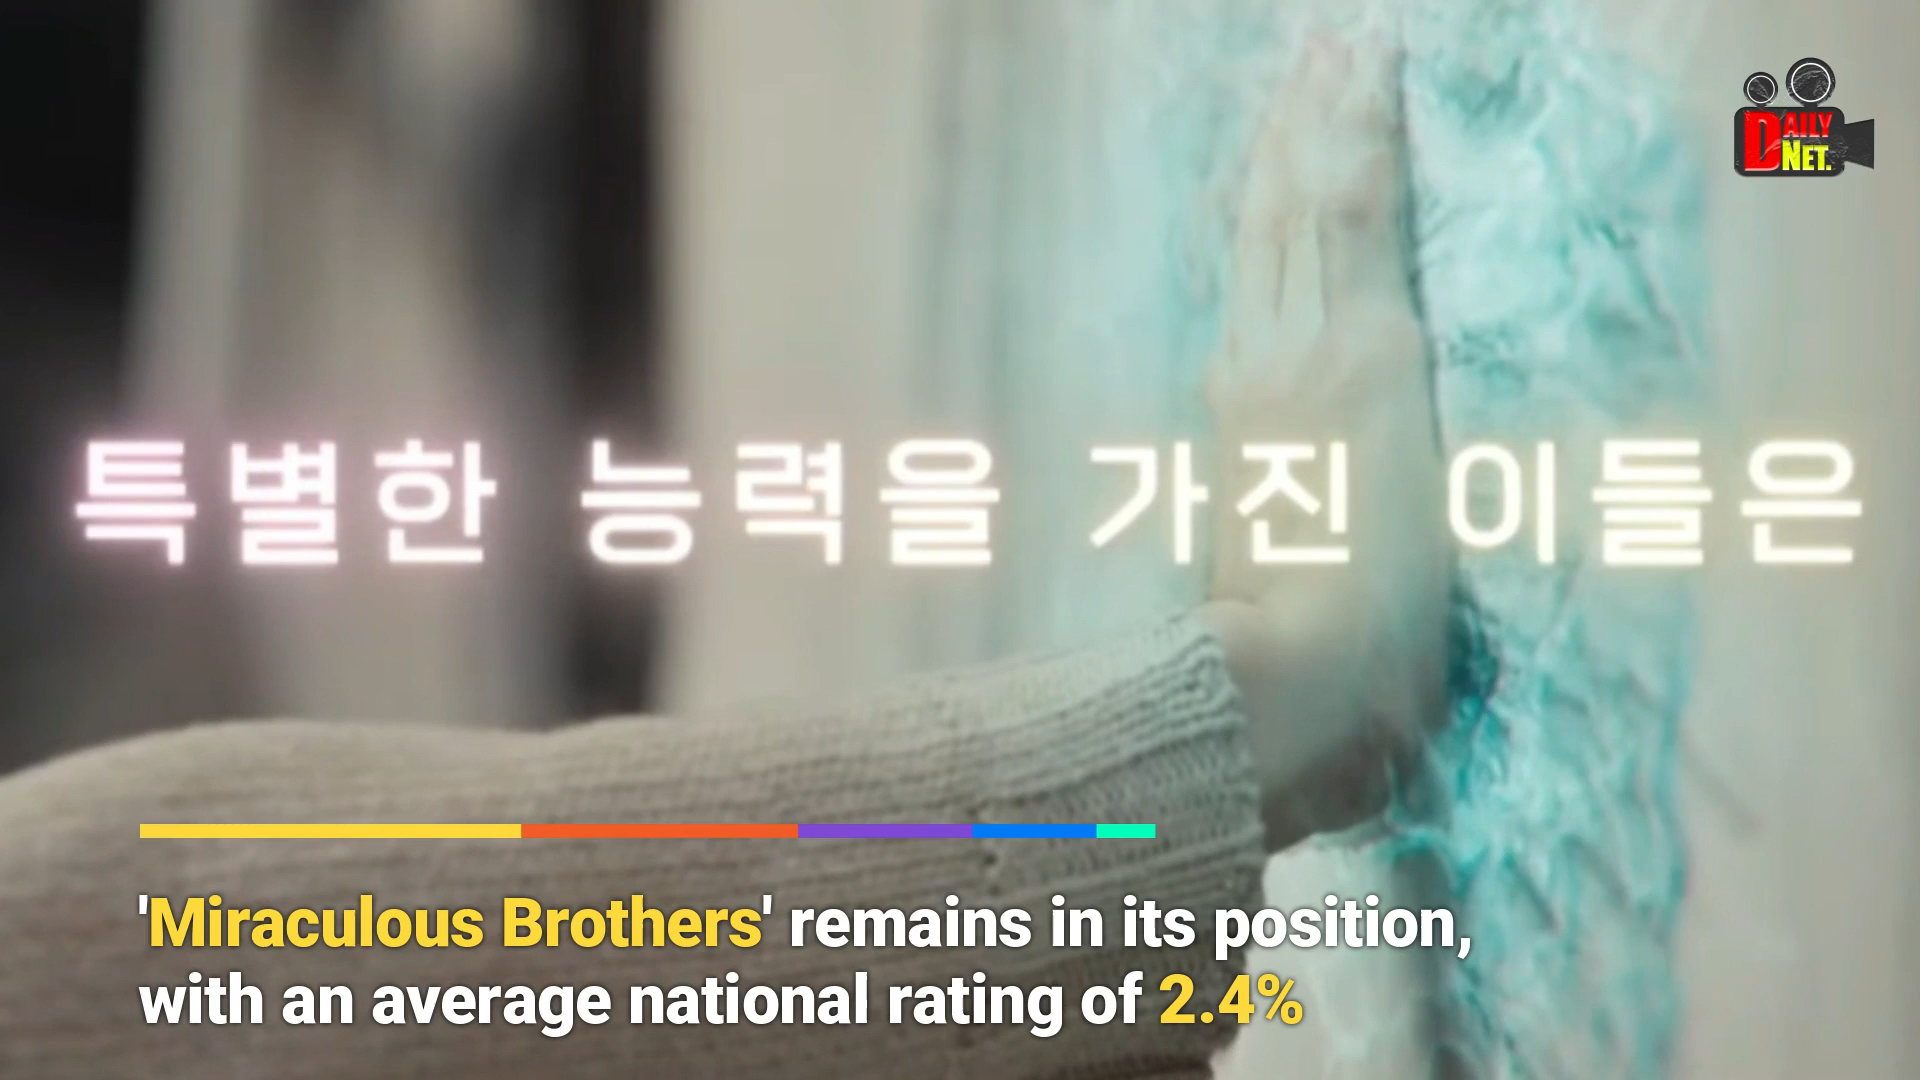 DAILY
NET.
특별한 능력을 가진 이들은
'Miraculous Brothers' remains in its position,
with an average national rating of 2.4%